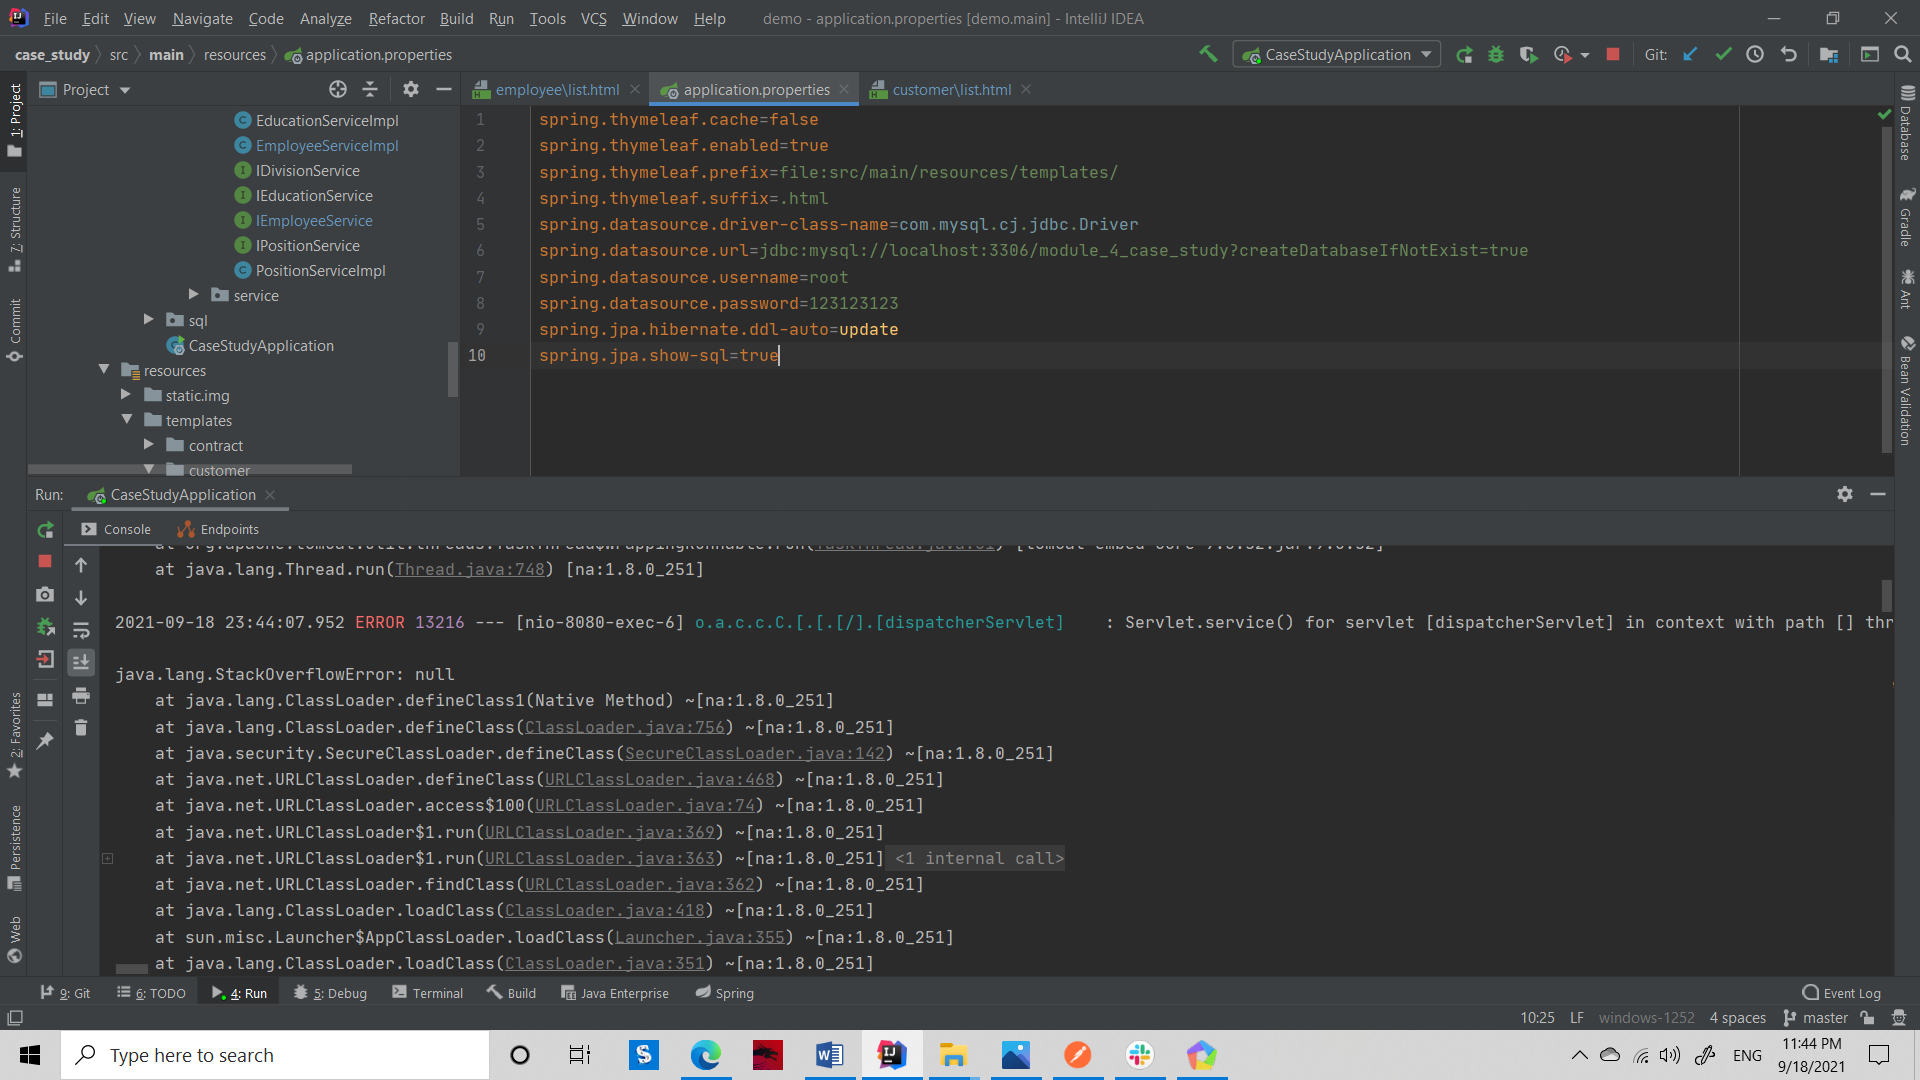 File Edit View Navigate Code Analyze Refactor Build Run Tools VCS Window Help demo - application.properties [demo.main] - IntelliJ IDEA
case_study src main resources application.properties CaseStudyApplication Git:
Project employee\list.html application.properties customer\list.html
1: Project
7: Structure
Commit
2: Favorites
Persistence
Web
EducationServiceImpl
EmployeeServiceImpl
IDivisionService
IEducationService
IEmployeeService
IPositionService
PositionServiceImpl
service
sql
CaseStudyApplication
resources
static.img
templates
contract
customer
1 spring.thymeleaf.cache=false
2 spring.thymeleaf.enabled=true
3 spring.thymeleaf.prefix=file:src/main/resources/templates/
4 spring.thymeleaf.suffix=.html
5 spring.datasource.driver-class-name=com.mysql.cj.jdbc.Driver
6 spring.datasource.url=jdbc:mysql://localhost:3306/module_4_case_study?createDatabaseIfNotExist=true
7 spring.datasource.username=root
8 spring.datasource.password=123123123
9 spring.jpa.hibernate.ddl-auto=update
10 spring.jpa.show-sql=true
Database
Gradle
Ant
Bean Validation
Run: CaseStudyApplication
Console Endpoints
at java.lang.Thread.run(Thread.java:748) [na:1.8.0_251]
2021-09-18 23:44:07.952 ERROR 13216 --- [nio-8080-exec-6] o.a.c.c.C.[.[.[/].[dispatcherServlet] : Servlet.service() for servlet [dispatcherServlet] in context with path [] thr
java.lang.StackOverflowError: null
at java.lang.ClassLoader.defineClass1(Native Method) ~[na:1.8.0_251]
at java.lang.ClassLoader.defineClass(ClassLoader.java:756) ~[na:1.8.0_251]
at java.security.SecureClassLoader.defineClass(SecureClassLoader.java:142) ~[na:1.8.0_251]
at java.net.URLClassLoader.defineClass(URLClassLoader.java:468) ~[na:1.8.0_251]
at java.net.URLClassLoader.access$100(URLClassLoader.java:74) ~[na:1.8.0_251]
at java.net.URLClassLoader$1.run(URLClassLoader.java:369) ~[na:1.8.0_251]
at java.net.URLClassLoader$1.run(URLClassLoader.java:363) ~[na:1.8.0_251] <1 internal call>
at java.net.URLClassLoader.findClass(URLClassLoader.java:362) ~[na:1.8.0_251]
at java.lang.ClassLoader.loadClass(ClassLoader.java:418) ~[na:1.8.0_251]
at sun.misc.Launcher$AppClassLoader.loadClass(Launcher.java:355) ~[na:1.8.0_251]
at java.lang.ClassLoader.loadClass(ClassLoader.java:351) ~[na:1.8.0_251]
9: Git 6: TODO 4: Run 5: Debug Terminal Build Java Enterprise Spring Event Log
10:25 LF windows-1252 4 spaces master
Type here to search ENG 11:44 PM
9/18/2021